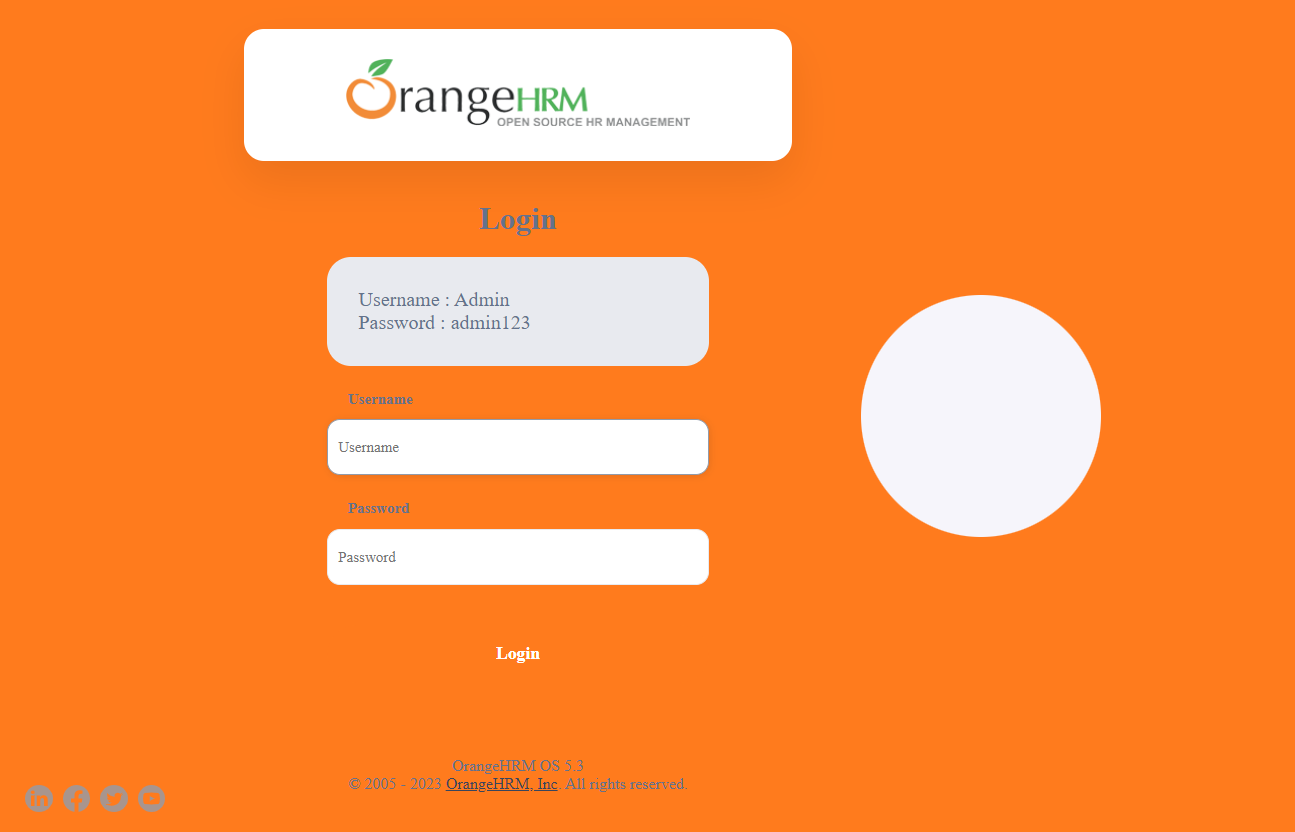 OrangeHRM
OPEN SOURCE HR MANAGEMENT
Login
Username : Admin
Password : admin123
Username
Username
Password
Password
Login
OrangeHRM OS 5.3
© 2005 - 2023 OrangeHRM, Inc. All rights reserved.